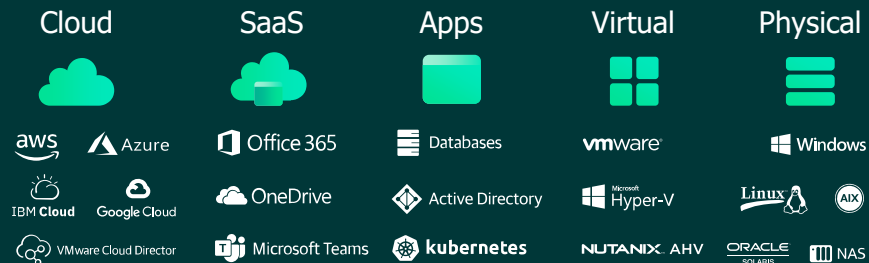 Cloud SaaS Apps Virtual Physical
aws Azure Office 365 Databases vmware® Windows
IBM Cloud Google Cloud OneDrive Active Directory Microsoft Hyper-V Linux AIX
VMware Cloud Director Microsoft Teams kubernetes NUTANIX AHV ORACLE SOLARIS NAS